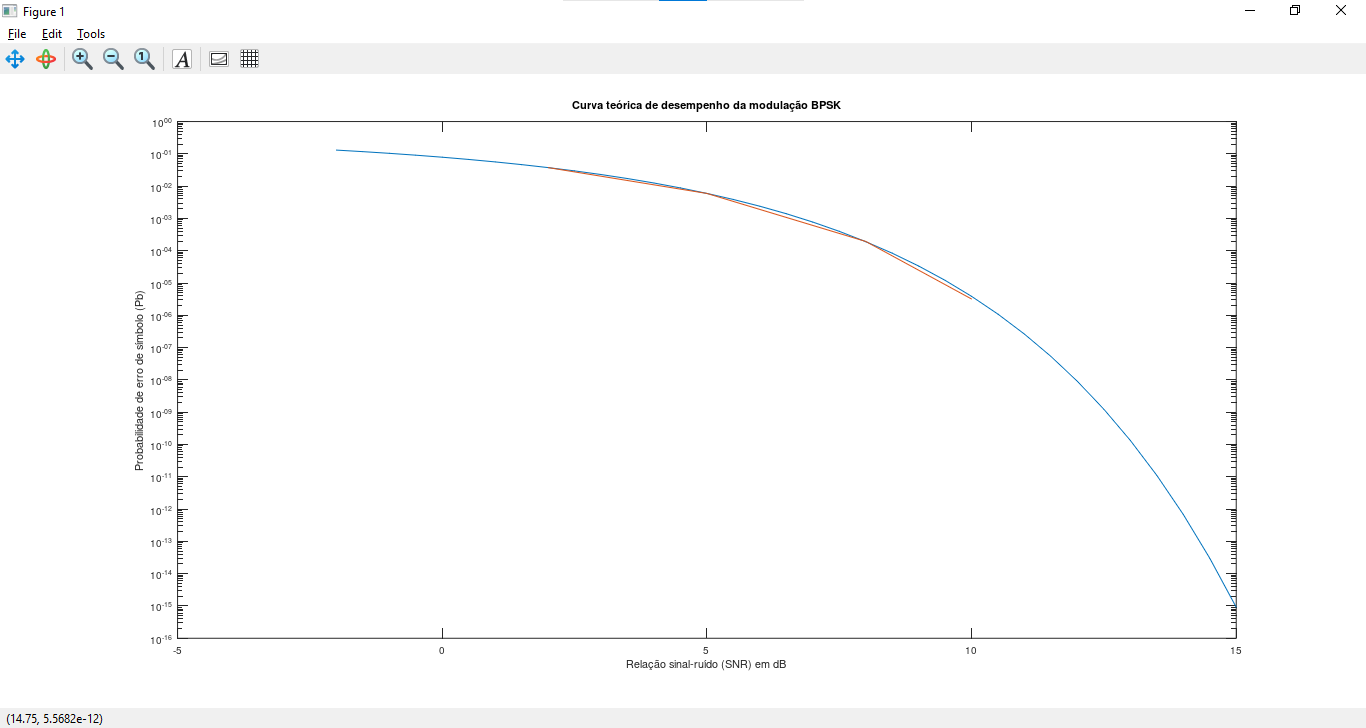 Figure 1
File Edit Tools
A
Curva teórica de desempenho da modulação BPSK
Probabilidade de erro de símbolo (Pb)
10^00
10^-01
10^-02
10^-03
10^-04
10^-05
10^-06
10^-07
10^-08
10^-09
10^-10
10^-11
10^-12
10^-13
10^-14
10^-15
10^-16
-5 0 5 10 15
Relação sinal-ruído (SNR) em dB
(14.75, 5.5682e-12)